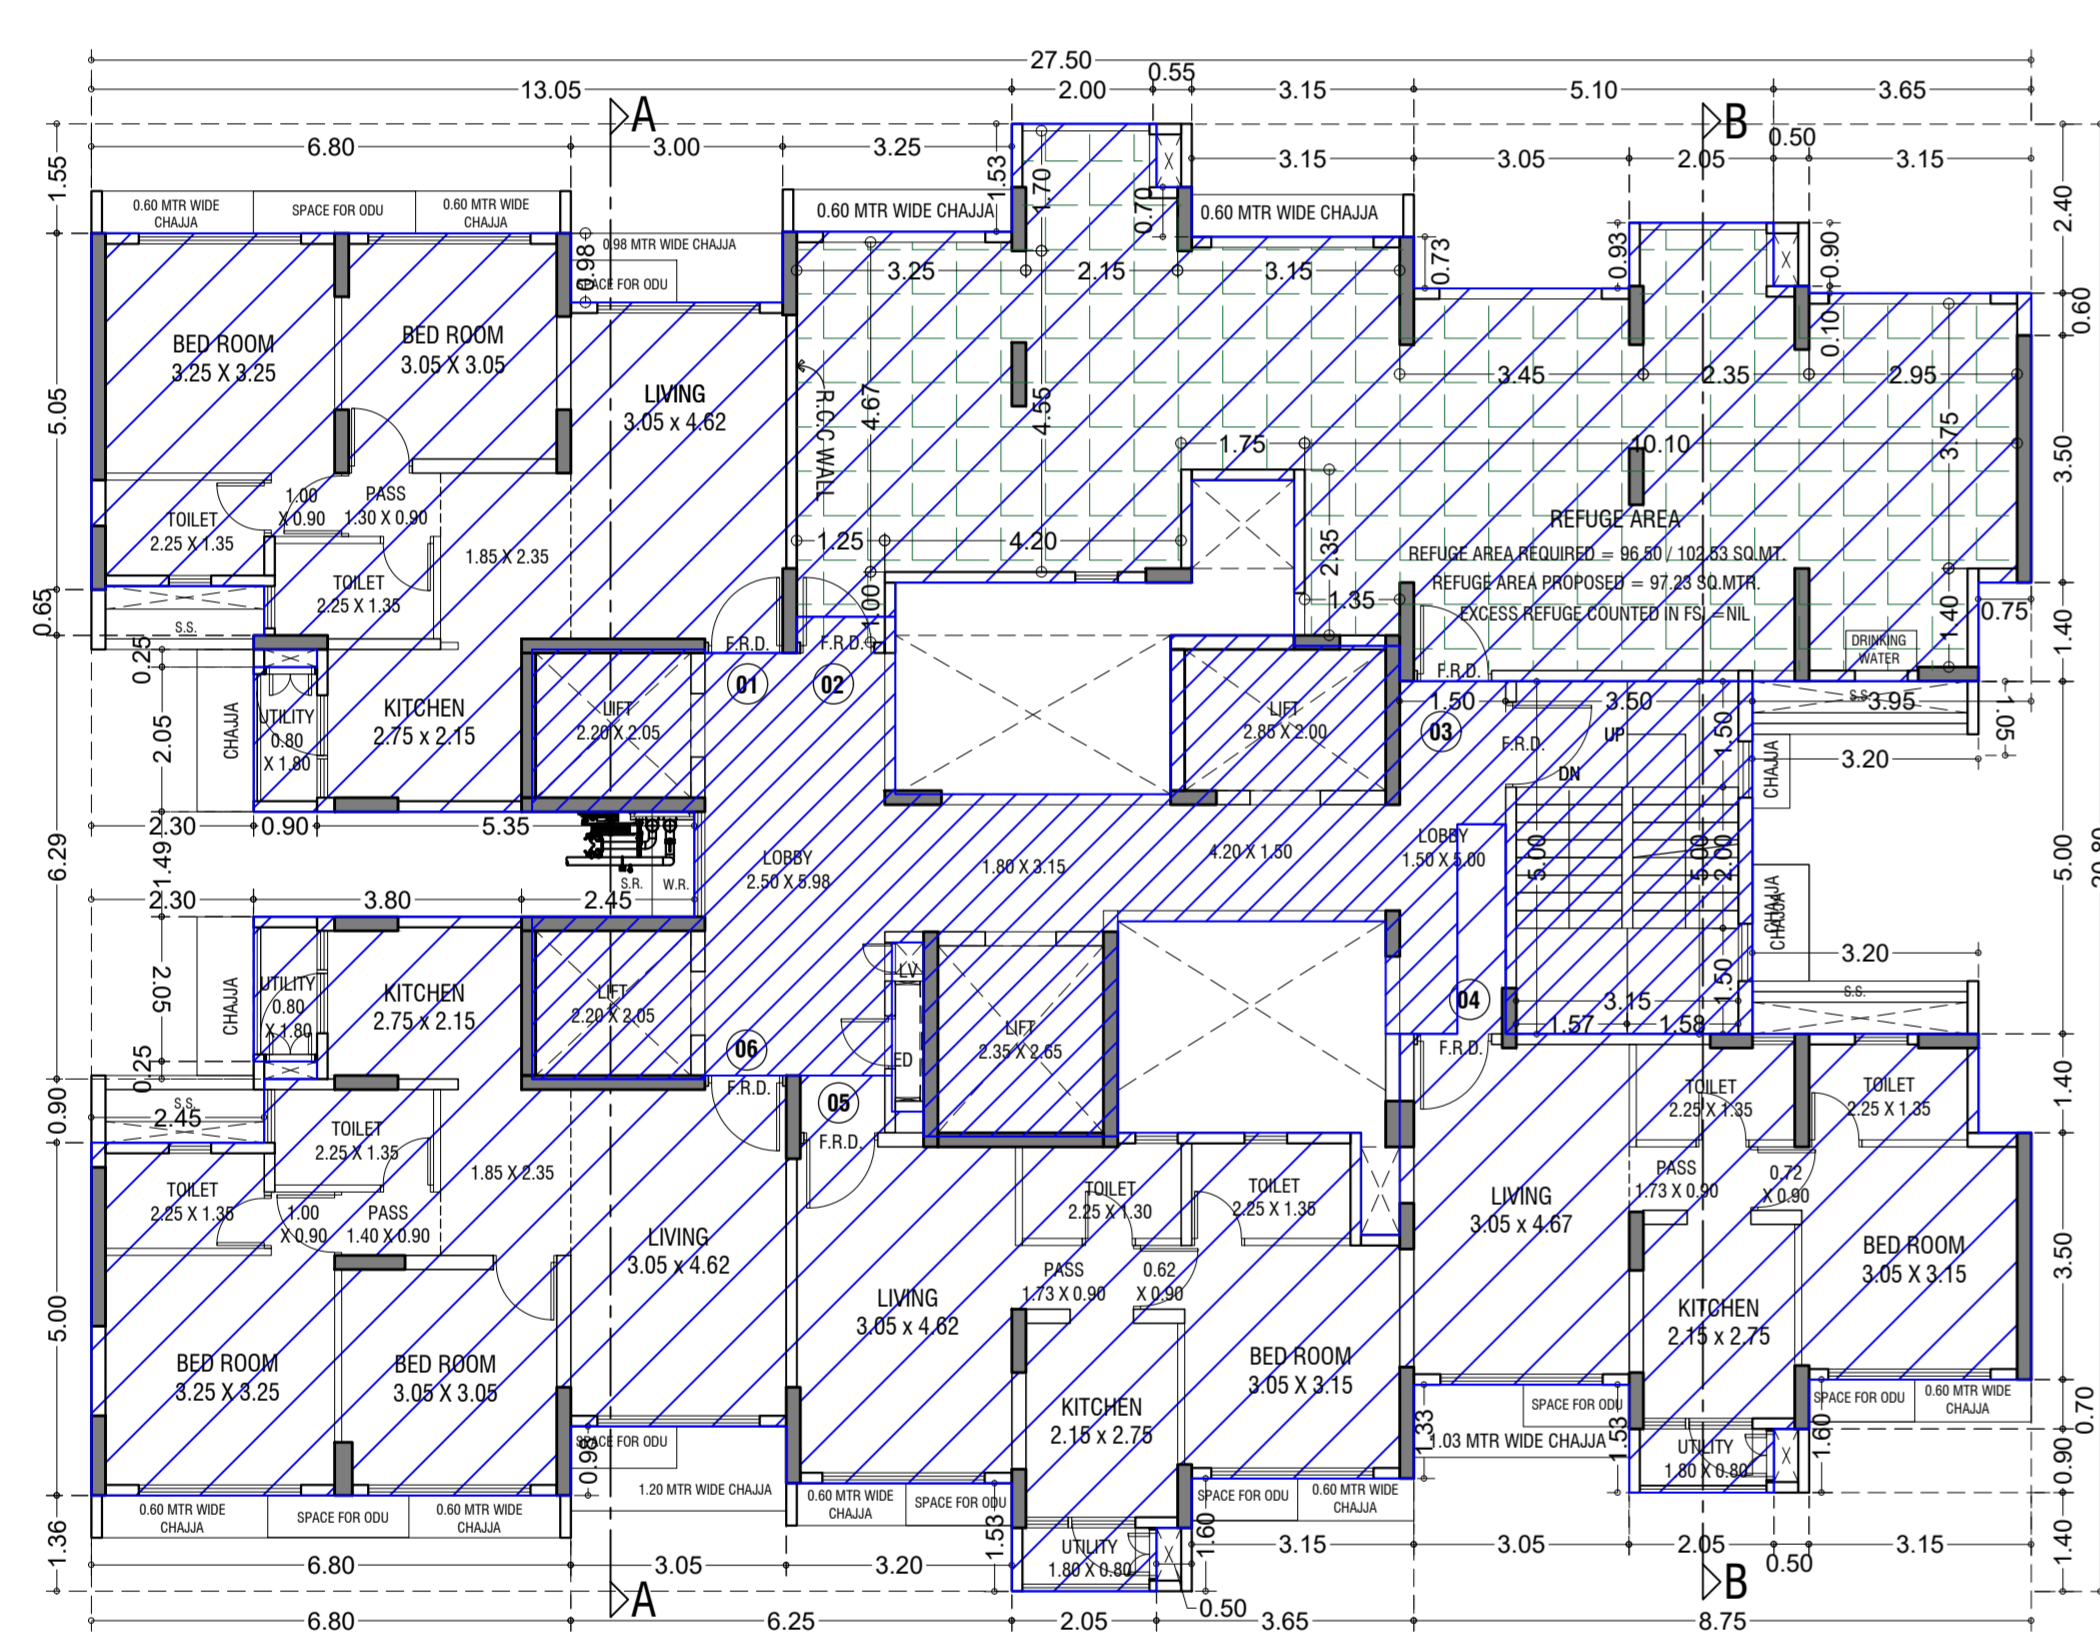 27.50
13.05
2.00
0.55
3.15
5.10
3.65
A
B
6.80
3.00
3.25
3.15
3.05
2.05
0.50
3.15
1.55
5.05
0.65
6.29
0.90
5.00
1.36
0.60 MTR WIDE
CHAJJA
SPACE FOR ODU
0.60 MTR WIDE
CHAJJA
0.98 MTR WIDE CHAJJA
SPACE FOR ODU
0.98
0.60 MTR WIDE CHAJJA
1.53
1.70
0.70
0.60 MTR WIDE CHAJJA
0.73
0.93
0.90
0.10
2.40
0.60
3.50
1.40
5.00
1.40
3.50
0.70
0.90
1.40
20.80
BED ROOM
3.25 X 3.25
BED ROOM
3.05 X 3.05
LIVING
3.05 x 4.62
R.C.C WALL
3.25
2.15
3.15
4.67
4.55
3.45
2.35
2.95
1.75
10.10
3.75
TOILET
2.25 X 1.35
1.00
X 0.90
PASS
1.30 X 0.90
1.85 X 2.35
TOILET
2.25 X 1.35
1.25
4.20
2.35
1.35
1.00
REFUGE AREA
REFUGE AREA REQUIRED = 96.50 / 102.53 SQ.MT.
REFUGE AREA PROPOSED = 97.23 SQ.MTR.
EXCESS REFUGE COUNTED IN FSI =NIL
DRINKING
WATER
1.40
0.75
S.S.
0.25
F.R.D.
F.R.D.
F.R.D.
01
02
03
CHAJJA
UTILITY
0.80
X 1.80
KITCHEN
2.75 x 2.15
LIFT
2.20 X 2.05
LIFT
2.85 X 2.00
1.50
3.50
S.S.
3.95
1.05
F.R.D.
UP
DN
1.50
CHAJJA
3.20
2.05
2.30
0.90
5.35
1.49
LOBBY
2.50 X 5.98
1.80 X 3.15
4.20 X 1.50
LOBBY
1.50 X 5.00
5.00
5.00
2.00
CHAJJA
CHAJJA
S.R.
W.R.
2.30
3.80
2.45
3.20
2.05
CHAJJA
UTILITY
0.80
X 1.80
KITCHEN
2.75 x 2.15
LIFT
2.20 X 2.05
LV
ED
LIFT
2.35 X 2.65
04
3.15
1.50
1.57
1.58
S.S.
0.25
06
F.R.D.
05
F.R.D.
F.R.D.
S.S.
2.45
TOILET
2.25 X 1.35
1.85 X 2.35
TOILET
2.25 X 1.35
1.00
X 0.90
PASS
1.40 X 0.90
LIVING
3.05 x 4.62
BED ROOM
3.25 X 3.25
BED ROOM
3.05 X 3.05
LIVING
3.05 x 4.62
PASS
1.73 X 0.90
TOILET
2.25 X 1.30
0.62
X 0.90
TOILET
2.25 X 1.35
KITCHEN
2.15 x 2.75
BED ROOM
3.05 X 3.15
LIVING
3.05 x 4.67
TOILET
2.25 X 1.35
TOILET
2.25 X 1.35
PASS
1.73 X 0.90
0.72
X 0.90
KITCHEN
2.15 x 2.75
BED ROOM
3.05 X 3.15
SPACE FOR ODU
0.98
1.20 MTR WIDE CHAJJA
0.60 MTR WIDE
CHAJJA
SPACE FOR ODU
0.60 MTR WIDE
CHAJJA
0.60 MTR WIDE
CHAJJA
SPACE FOR ODU
1.53
UTILITY
1.80 X 0.80
1.60
SPACE FOR ODU
0.60 MTR WIDE
CHAJJA
1.33
1.03 MTR WIDE CHAJJA
SPACE FOR ODU
1.53
UTILITY
1.80 X 0.80
1.60
SPACE FOR ODU
0.60 MTR WIDE
CHAJJA
6.80
3.05
3.20
3.15
3.05
2.05
0.50
3.15
A
B
6.80
6.25
2.05
0.50
3.65
8.75